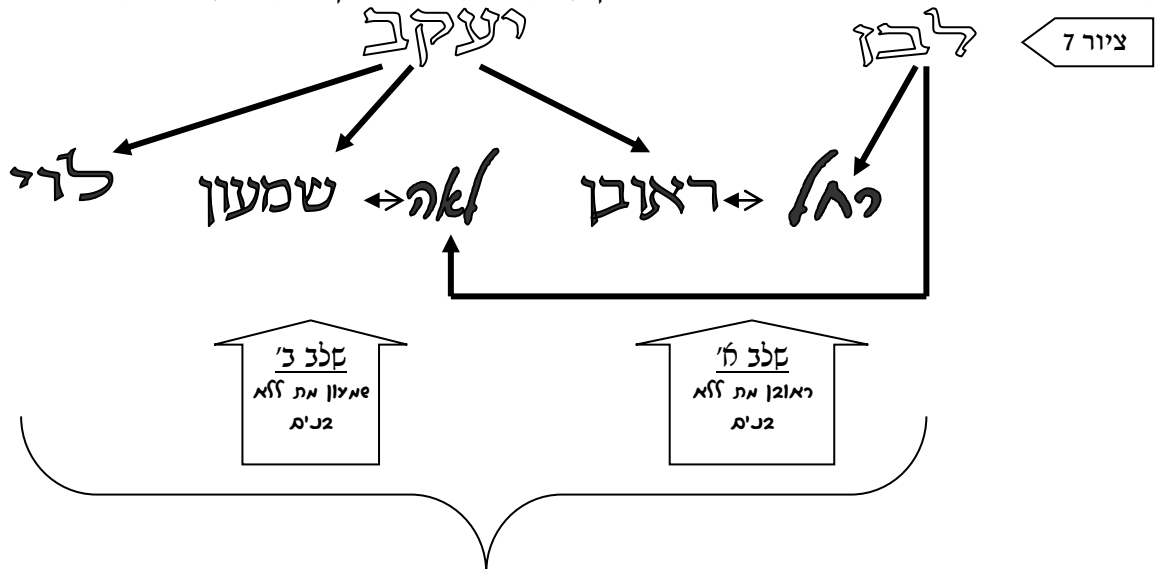 ציור 7
לבן
יעקב
רחל
ראובן
לאה
שמעון
לוי
שלב א'
ראובן מת ללא
בנים
שלב ב'
שמעון מת ללא
בנים